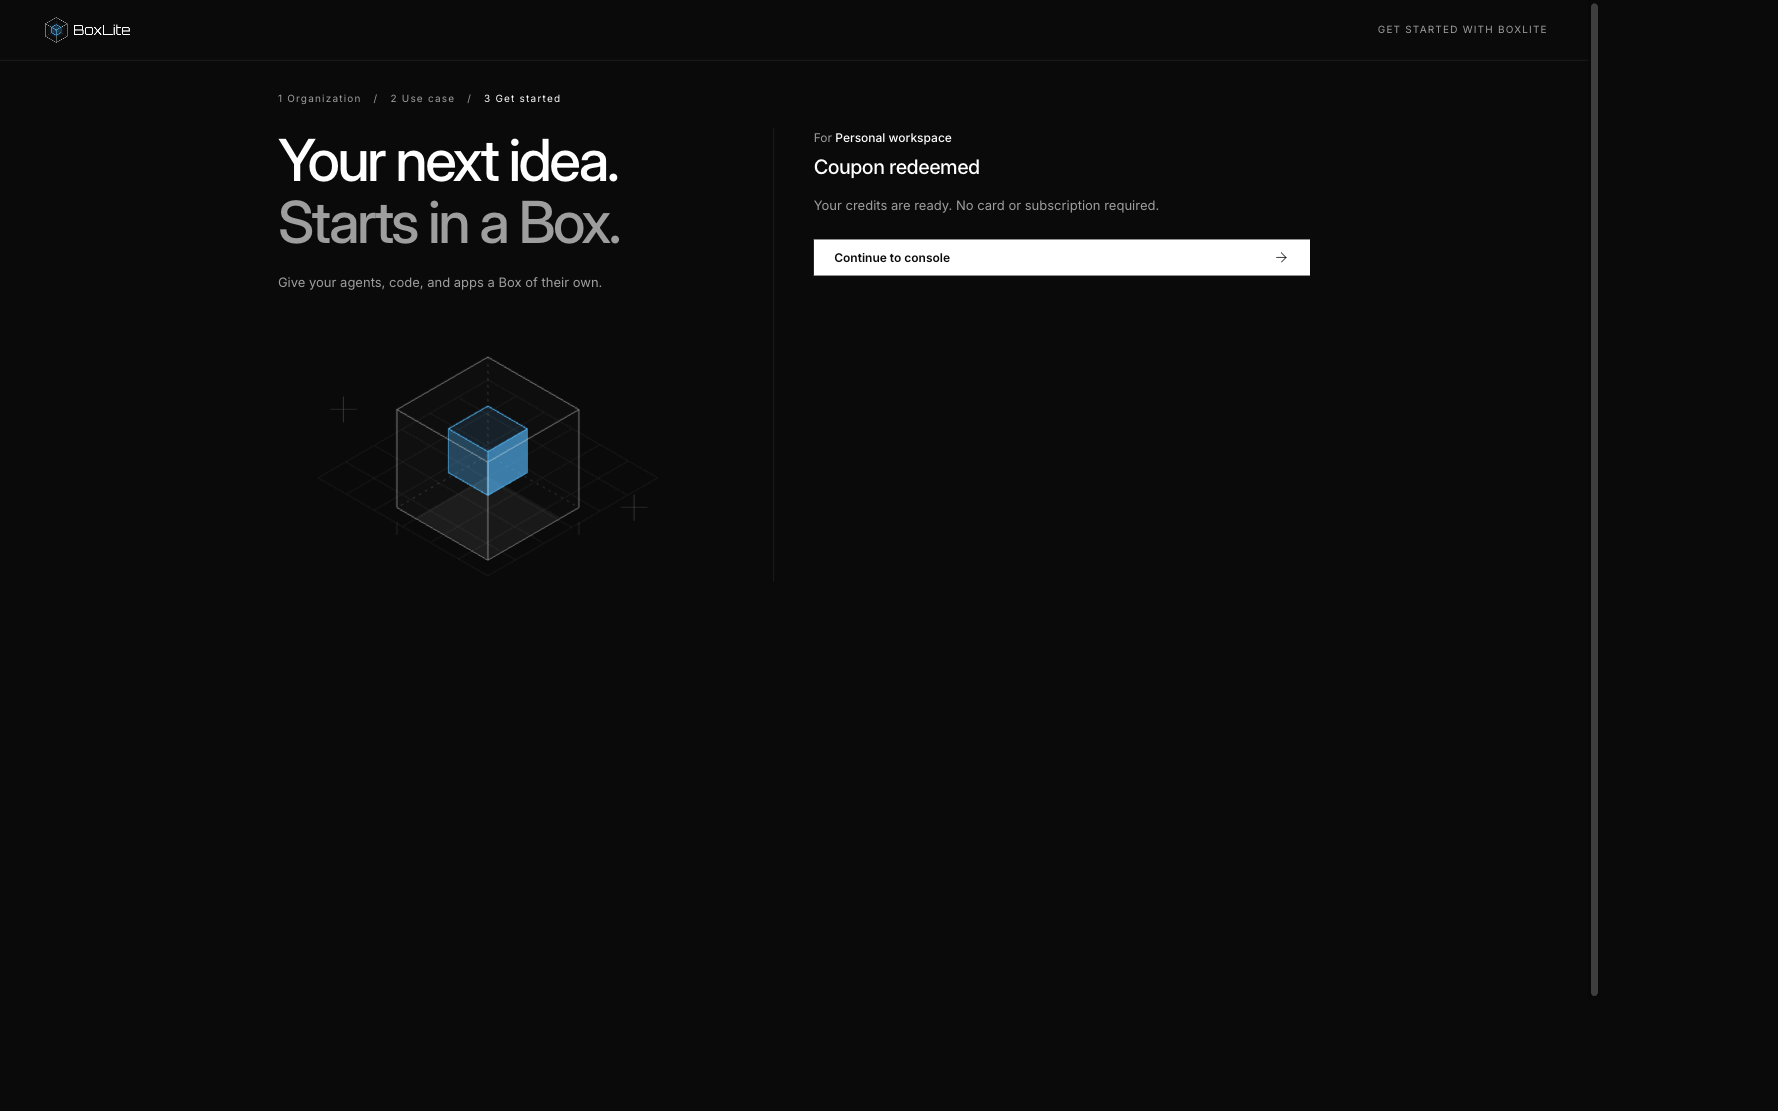 BoxLite
GET STARTED WITH BOXLITE
1 Organization / 2 Use case / 3 Get started
Your next idea.
Starts in a Box.
Give your agents, code, and apps a Box of their own.
For Personal workspace
Coupon redeemed
Your credits are ready. No card or subscription required.
Continue to console